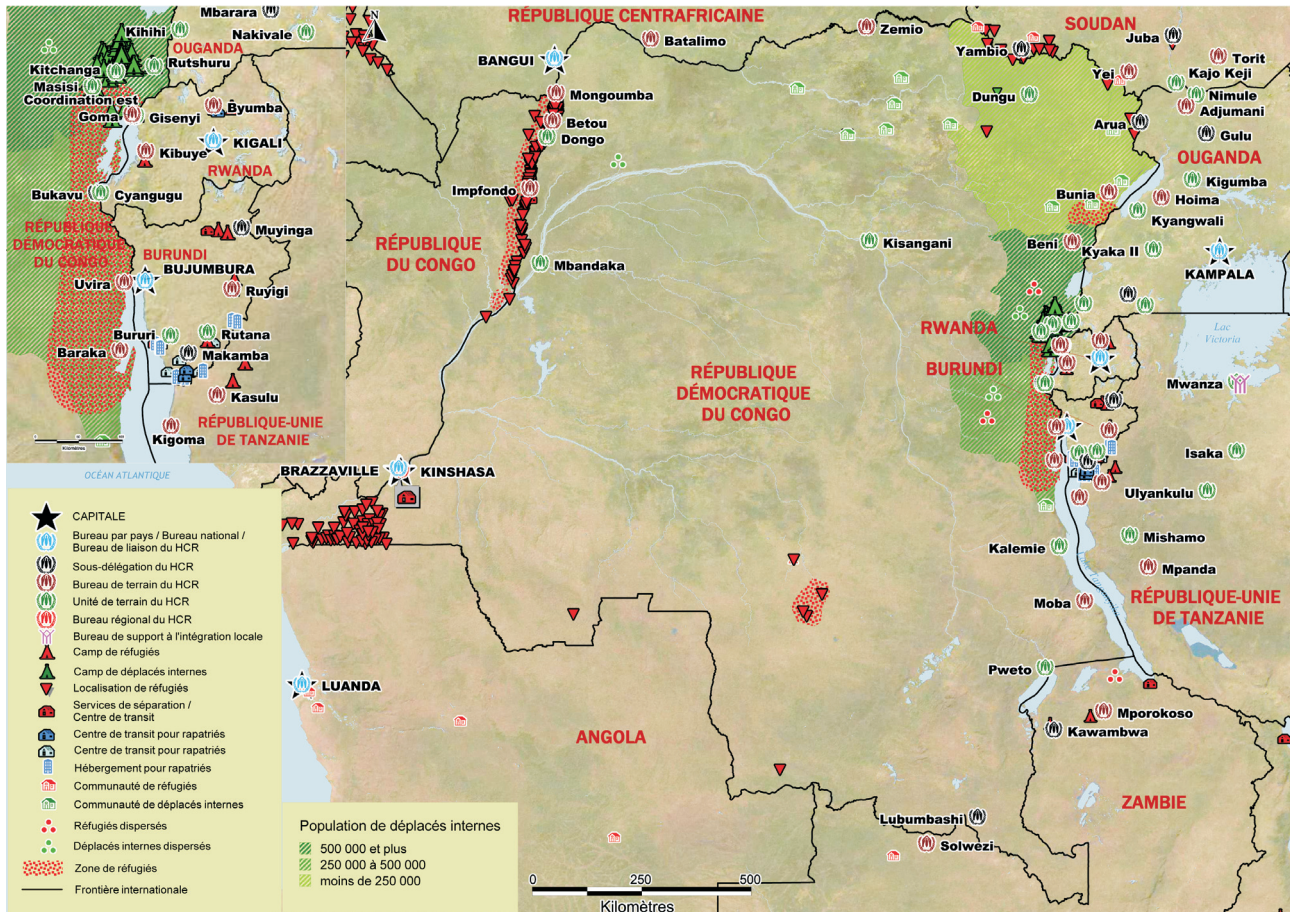 Mbarara
Kihihi
Nakivale
OUGANDA
Kitchanga
Rutshuru
Masisi
Coordination est
Goma
Gisenyi
Byumba
KIGALI
Kibuye
RWANDA
Bukavu
Cyangugu
RÉPUBLIQUE
DÉMOCRATIQUE
DU CONGO
Muyinga
BURUNDI
BUJUMBURA
Uvira
Ruyigi
Bururi
Rutana
Baraka
Makamba
Kasulu
RÉPUBLIQUE-UNIE
DE TANZANIE
Kigoma
Kilomètres
N
RÉPUBLIQUE CENTRAFRICAINE
SOUDAN
Batalimo
Zemio
Juba
BANGUI
Yambio
Torit
Yei
Kajo Keji
Mongoumba
Dungu
Nimule
Adjumani
Betou
Dongo
Arua
Gulu
OUGANDA
Impfondo
Kigumba
Bunia
Hoima
Kyangwali
RÉPUBLIQUE
DU CONGO
Kisangani
Beni
Kyaka II
Mbandaka
KAMPALA
RWANDA
BURUNDI
Lac
Victoria
RÉPUBLIQUE
DÉMOCRATIQUE
DU CONGO
Mwanza
Isaka
BRAZZAVILLE
KINSHASA
Ulyankulu
Kalemie
Mishamo
Mpanda
Moba
RÉPUBLIQUE-UNIE
DE TANZANIE
Pweto
LUANDA
Mporokoso
Kawambwa
ANGOLA
ZAMBIE
Lubumbashi
Solwezi
OCÉAN ATLANTIQUE
CAPITALE
Bureau par pays / Bureau national /
Bureau de liaison du HCR
Sous-délégation du HCR
Bureau de terrain du HCR
Unité de terrain du HCR
Bureau régional du HCR
Bureau de support à l'intégration locale
Camp de réfugiés
Camp de déplacés internes
Localisation de réfugiés
Services de séparation /
Centre de transit
Centre de transit pour rapatriés
Centre de transit pour rapatriés
Hébergement pour rapatriés
Communauté de réfugiés
Communauté de déplacés internes
Réfugiés dispersés
Déplacés internes dispersés
Zone de réfugiés
Frontière internationale
Population de déplacés internes
500 000 et plus
250 000 à 500 000
moins de 250 000
0 250 500
Kilomètres